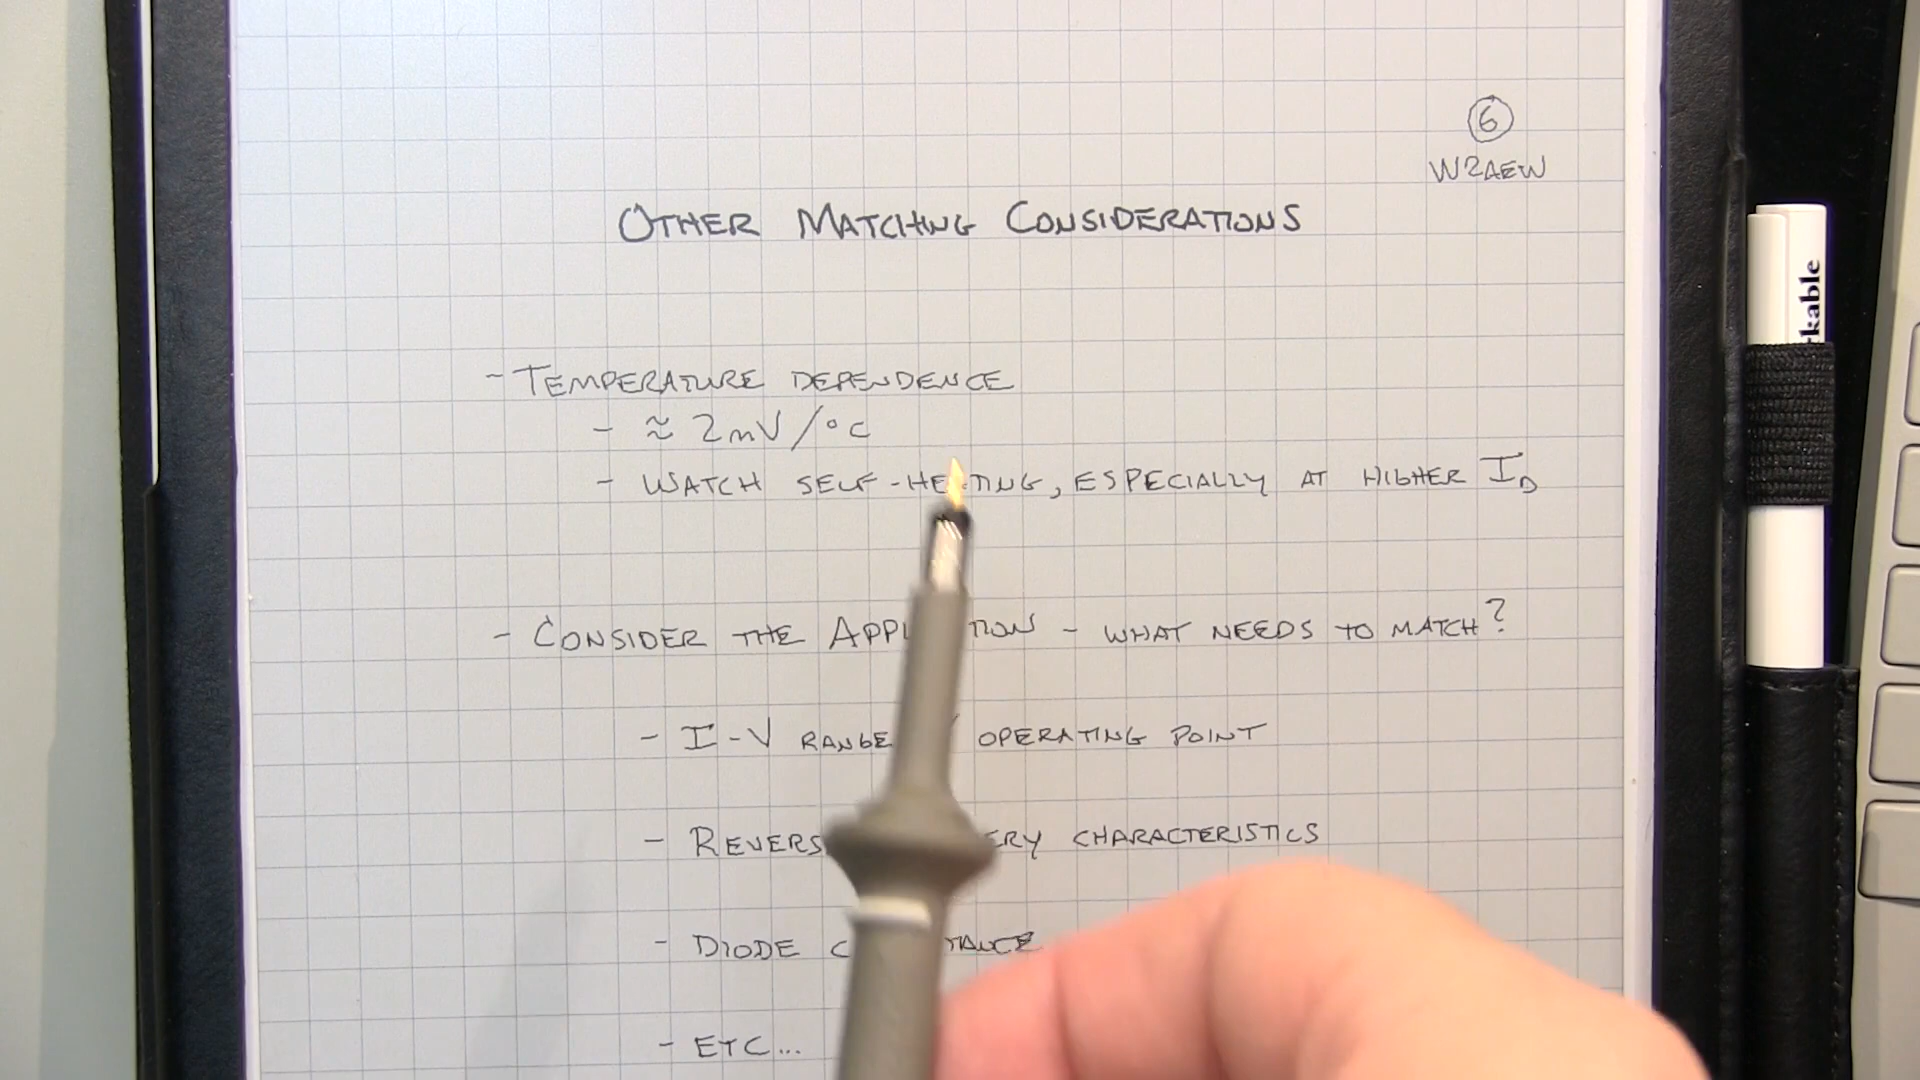 6
W2AEW
OTHER MATCHING CONSIDERATIONS
- TEMPERATURE DEPENDENCE
- ≈ 2mV/°C
- WATCH SELF-HEATING, ESPECIALLY AT HIGHER ID
- CONSIDER THE - WHAT NEEDS TO MATCH?
- I-V RANGE / OPERATING POINT
- CHARACTERISTICS
- DIODE
- ETC...
kable